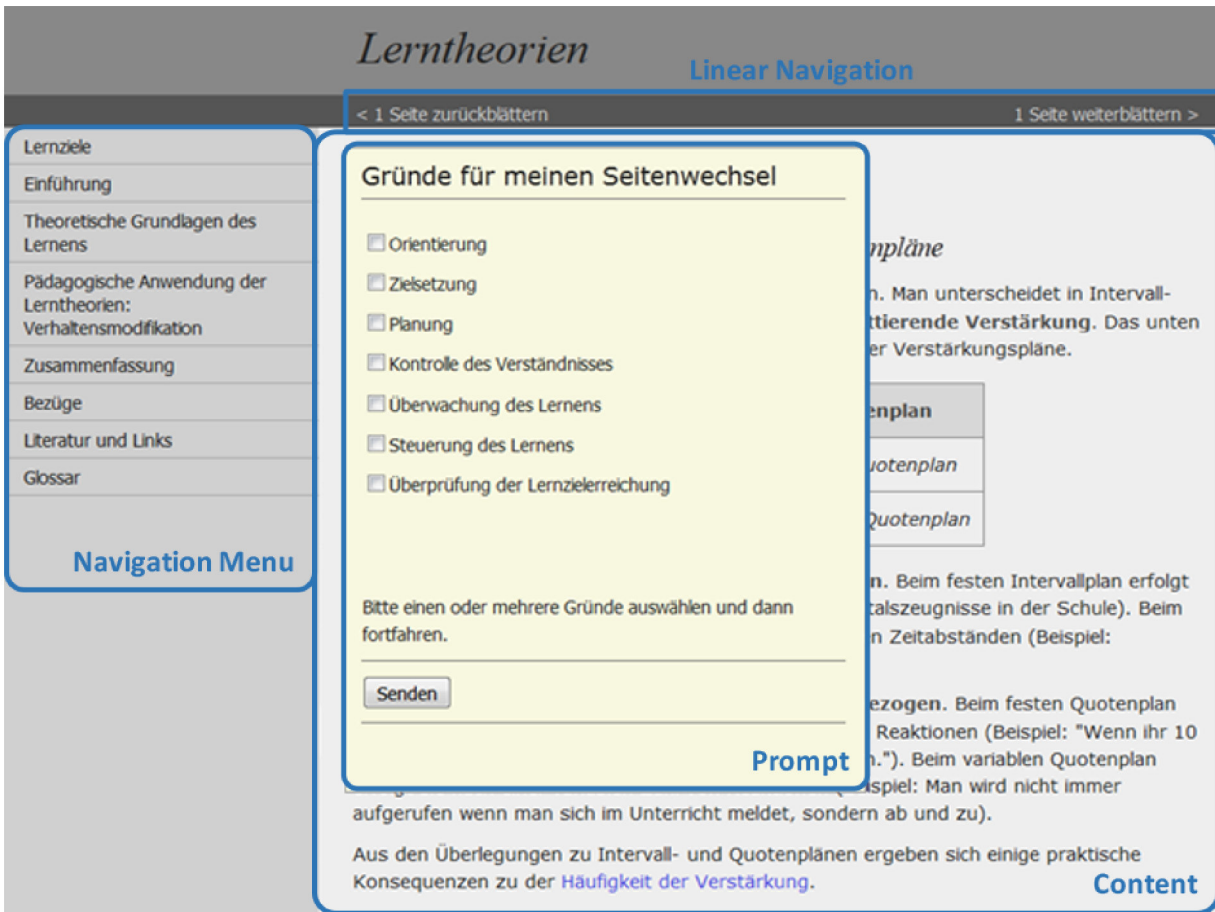 Lerntheorien
Linear Navigation
< 1 Seite zurückblättern
1 Seite weiterblättern >
Lernziele
Einführung
Theoretische Grundlagen des
Lernens
Pädagogische Anwendung der
Lerntheorien:
Verhaltensmodifikation
Zusammenfassung
Bezüge
Literatur und Links
Glossar
Navigation Menu
Gründe für meinen Seitenwechsel
Orientierung
Zielsetzung
Planung
Kontrolle des Verständnisses
Überwachung des Lernens
Steuerung des Lernens
Überprüfung der Lernzielerreichung
Bitte einen oder mehrere Gründe auswählen und dann
fortfahren.
Senden
Prompt
npläne
n. Man unterscheidet in Intervall-
ttierende Verstärkung. Das unten
er Verstärkungspläne.
enplan
uotenplan
Quotenplan
n. Beim festen Intervallplan erfolgt
talszeugnisse in der Schule). Beim
n Zeitabständen (Beispiel:
ezogen. Beim festen Quotenplan
Reaktionen (Beispiel: "Wenn ihr 10
n."). Beim variablen Quotenplan
ispiel: Man wird nicht immer
aufgerufen wenn man sich im Unterricht meldet, sondern ab und zu).
Aus den Überlegungen zu Intervall- und Quotenplänen ergeben sich einige praktische
Konsequenzen zu der Häufigkeit der Verstärkung.
Content